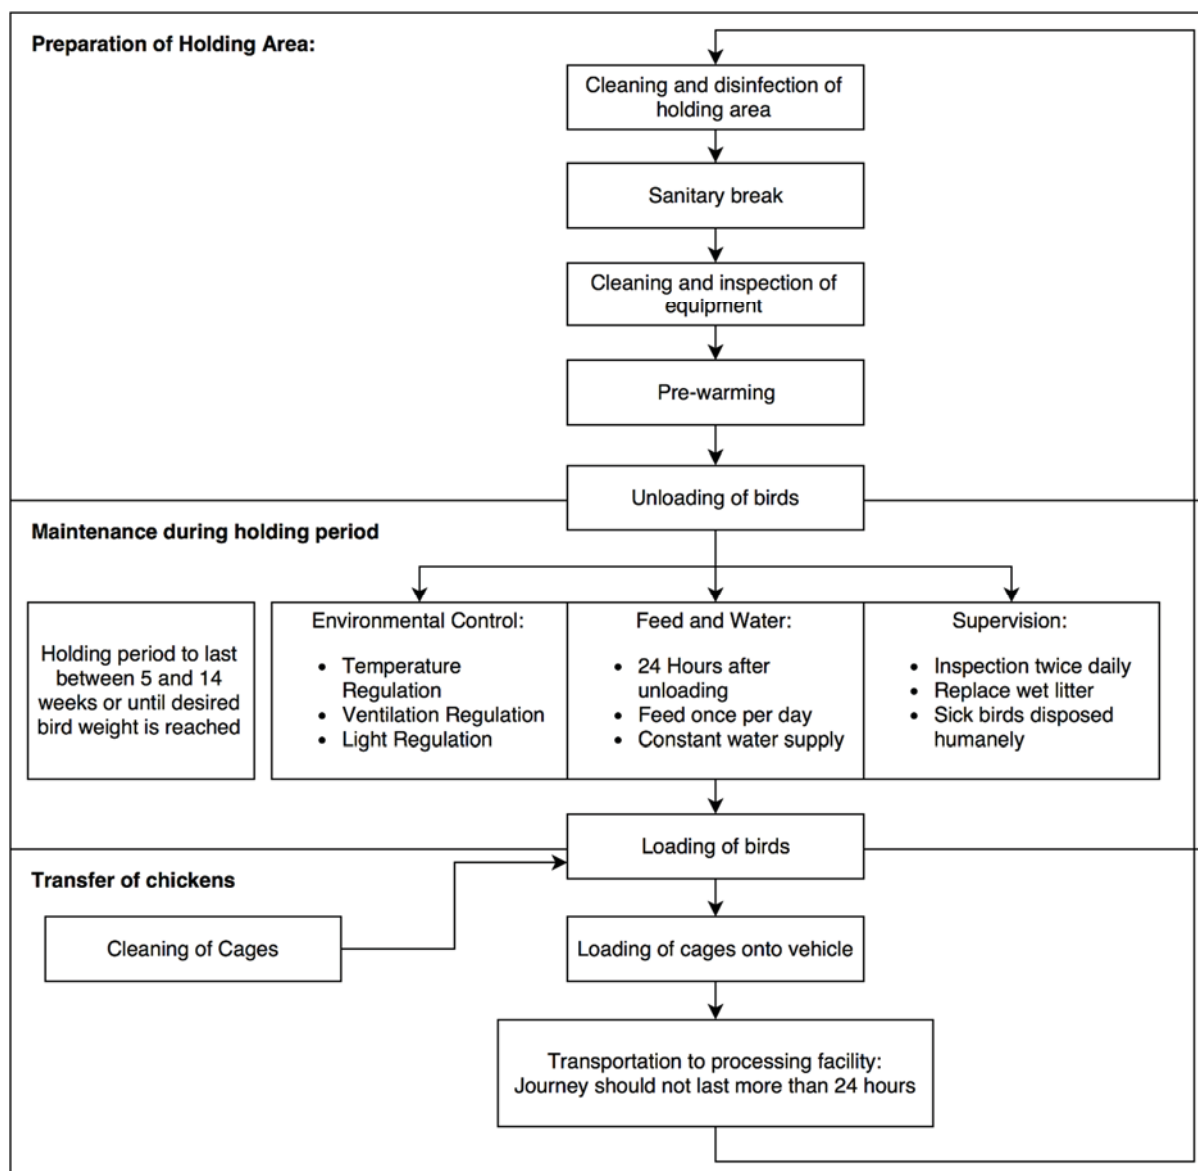 Preparation of Holding Area:
Cleaning and disinfection of
holding area
Sanitary break
Cleaning and inspection of
equipment
Pre-warming
Unloading of birds
Maintenance during holding period
Holding period to last
between 5 and 14
weeks or until desired
bird weight is reached
Environmental Control:
• Temperature
Regulation
• Ventilation Regulation
• Light Regulation
Feed and Water:
• 24 Hours after
unloading
• Feed once per day
• Constant water supply
Supervision:
• Inspection twice daily
• Replace wet litter
• Sick birds disposed
humanely
Loading of birds
Transfer of chickens
Cleaning of Cages
Loading of cages onto vehicle
Transportation to processing facility:
Journey should not last more than 24 hours